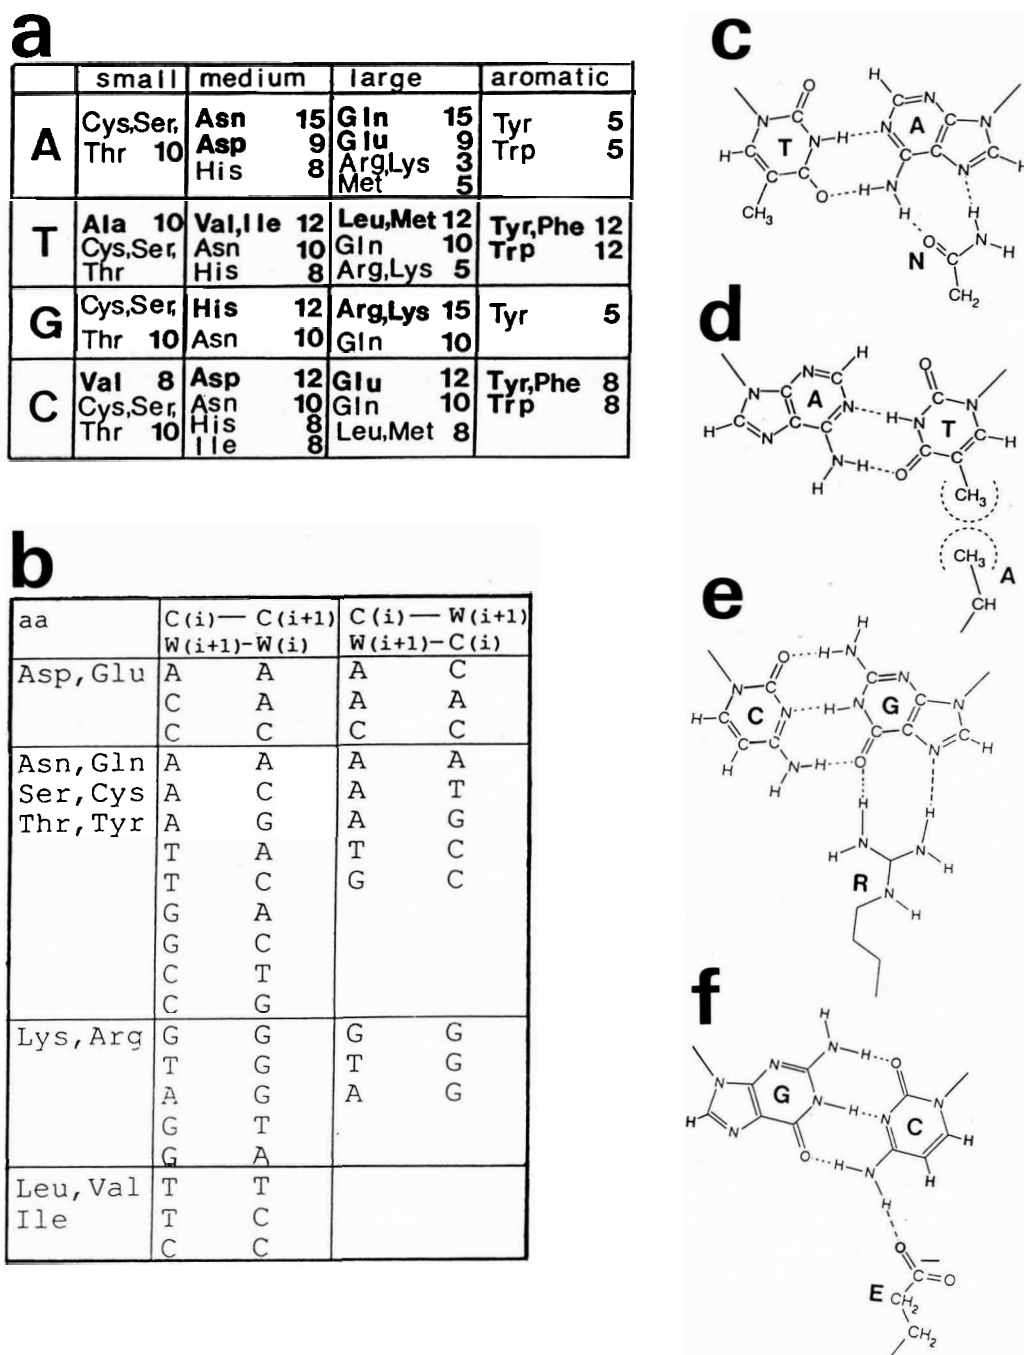 a
small medium large aromatic
A
Cys,Ser, Thr 10
Asn 15
Asp 9
His 8
Gln 15
Glu 9
Arg,Lys 3
Met 5
Tyr 5
Trp 5
T
Ala 10
Cys,Ser,
Thr
Val,Ile 12
Asn 10
His 8
Leu,Met 12
Gln 10
Arg,Lys 5
Tyr,Phe 12
Trp 12
G
Cys,Ser,
Thr 10
His 12
Asn 10
Arg,Lys 15
Gln 10
Tyr 5
C
Val 8
Cys,Ser,
Thr 10
Asp 12
Asn 10
His 8
Ile 8
Glu 12
Gln 10
Leu,Met 8
Tyr,Phe 8
Trp 8
b
aa C(i)— C(i+1) C(i)— W(i+1)
W(i+1)-W(i) W(i+1)-C(i)
Asp,Glu A A A C
C A A A
C C C C
Asn,Gln A A A A
Ser,Cys A C A T
Thr,Tyr A G A G
T A T C
T C G C
G A
G C
C T
C G
Lys,Arg G G G G
T G T G
A G A G
G T
G A
Leu,Val T T
Ile T C
C C
c
H
O
N
N
N
A
T
N
H
N
N
H
N
H
O
H
N
H
CH3
H
O
N
H
N
C
CH2
d
H
O
N
N
A
N
H
N
T
N
H
N
H
N
H
O
H
CH3
CH3
A
CH
e
H
O
H
N
N
N
C
N
H
N
G
N
H
H
N
H
O
N
H
H
H
H
H
N
N
H
R
N
H
f
H
N
H
O
N
N
G
N
H
N
N
C
H
N
O
H
N
H
H
H
H
O
C
O
E
CH2
CH2